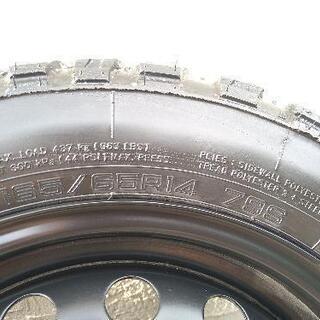 MAX. LOAD 437 kg (963 LBS)
PLIES : SIDEWALL POLYESTER
300 kPa (44 PSI) MAX. PRESS
TREAD POLYESTER 2 + STEEL
165/65R14 79S